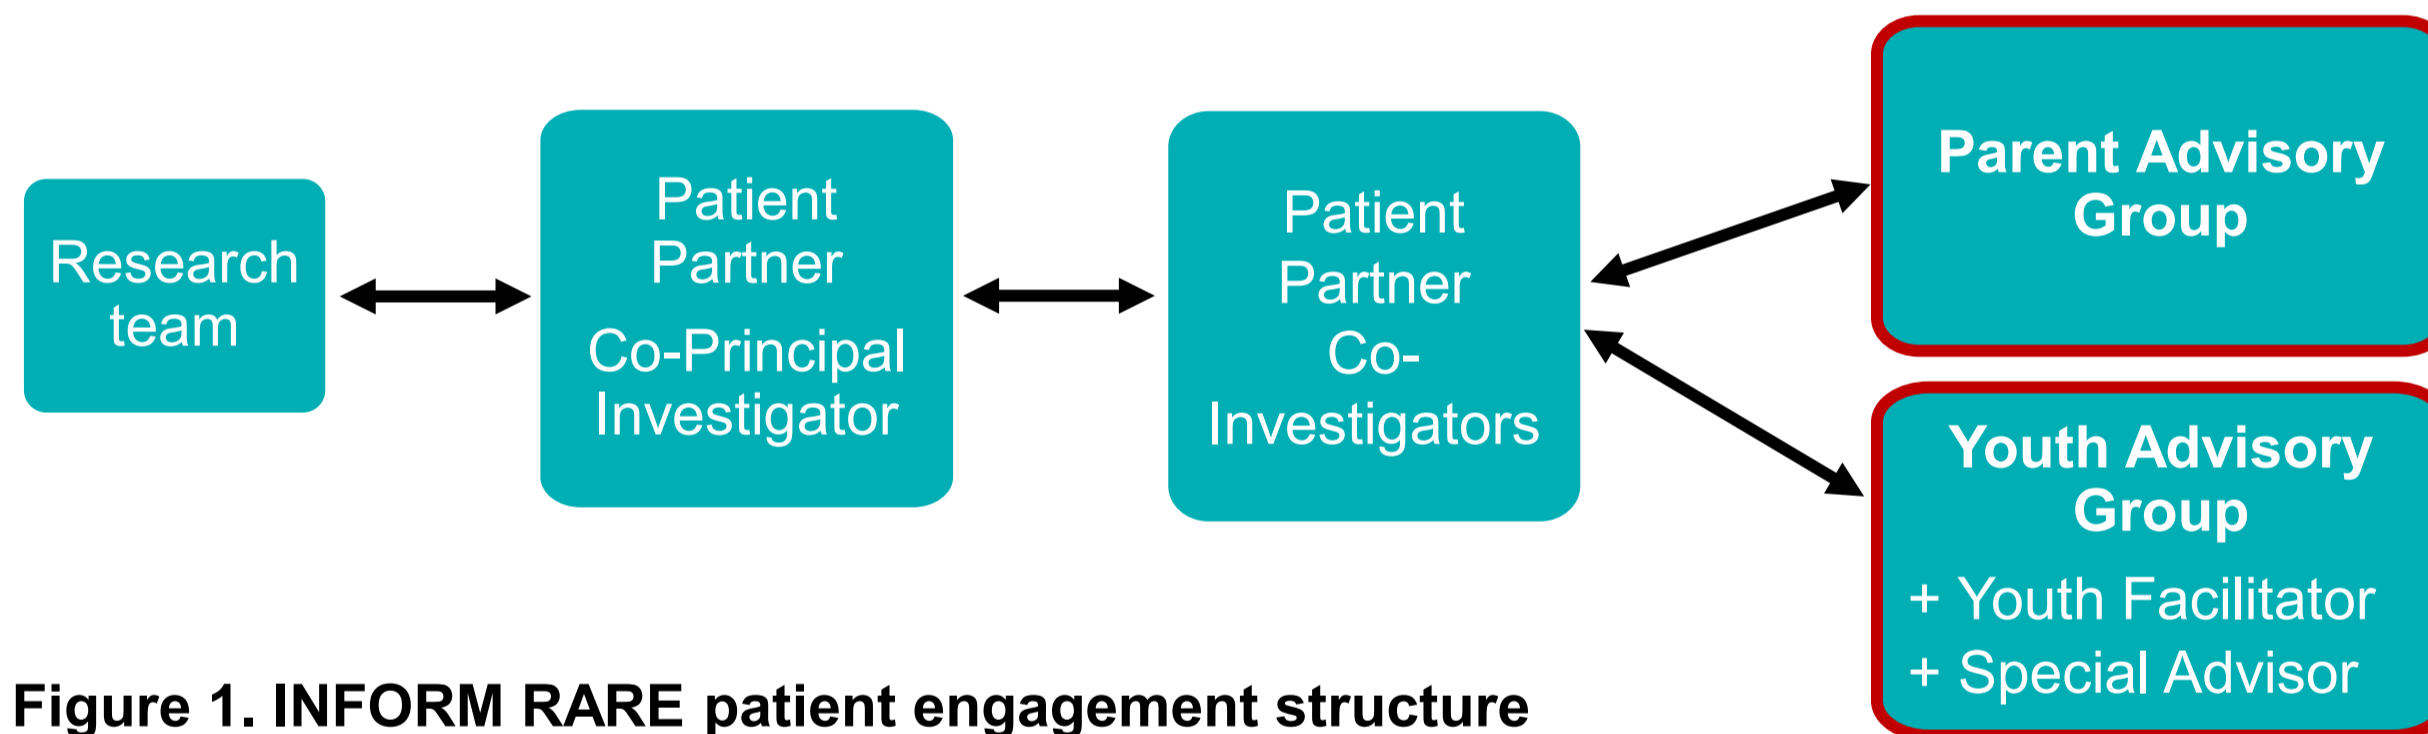 Research
team
Patient
Partner
Co-Principal
Investigator
Patient
Partner
Co-
Investigators
Parent Advisory
Group
Youth Advisory
Group
+ Youth Facilitator
+ Special Advisor
Figure 1. INFORM RARE patient engagement structure